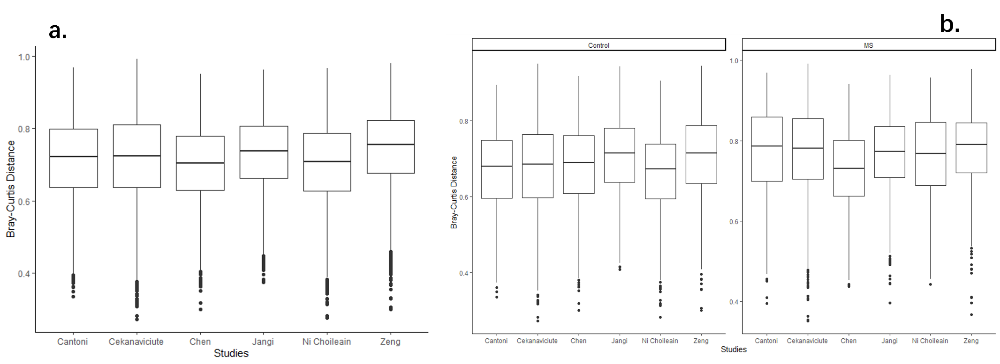 a.
1.0
0.8
0.6
0.4
Bray-Curtis Distance
Cantoni Cekanaviciute Chen Jangi Ni Choileain Zeng
Studies
b.
Control
MS
0.8
0.6
0.4
Bray-Curtis Distance
1.0
0.8
0.6
0.4
Cantoni Cekanaviciute Chen Jangi Ni Choileain Zeng
Cantoni Cekanaviciute Chen Jangi Ni Choileain Zeng
Studies